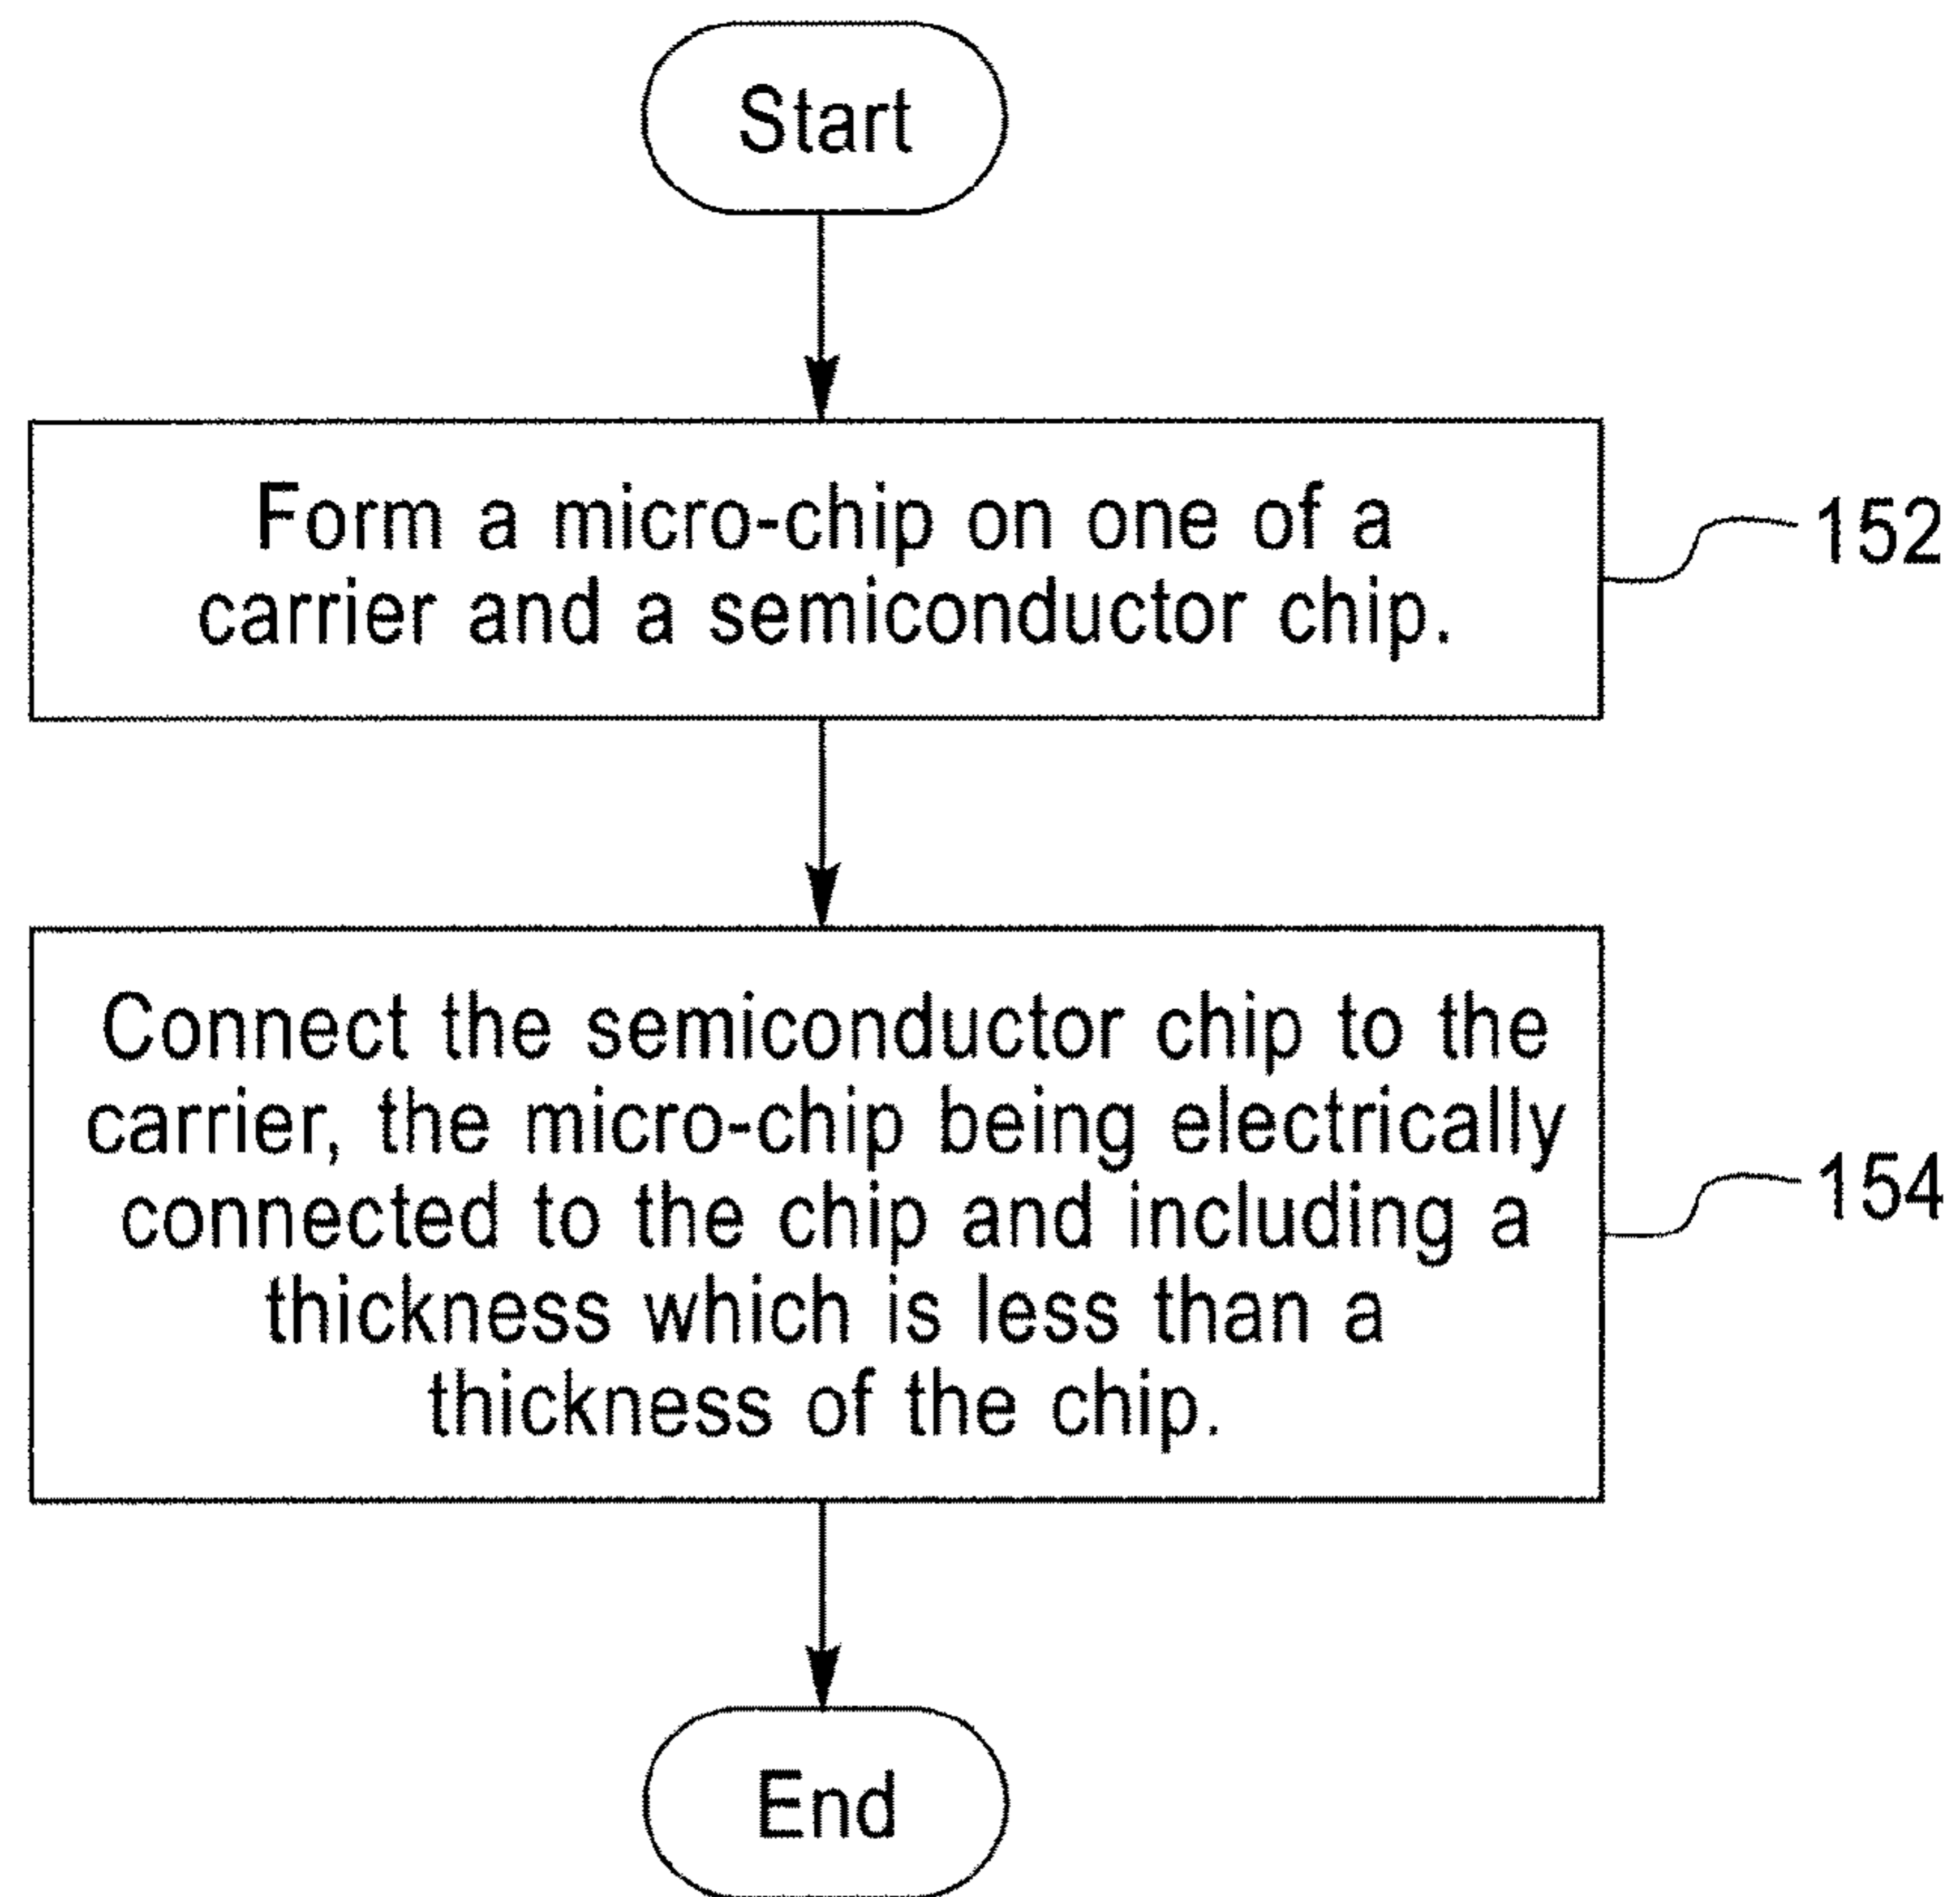 Start
Form a micro-chip on one of a
carrier and a semiconductor chip.
152
Connect the semiconductor chip to the
carrier, the micro-chip being electrically
connected to the chip and including a
thickness which is less than a
thickness of the chip.
154
End